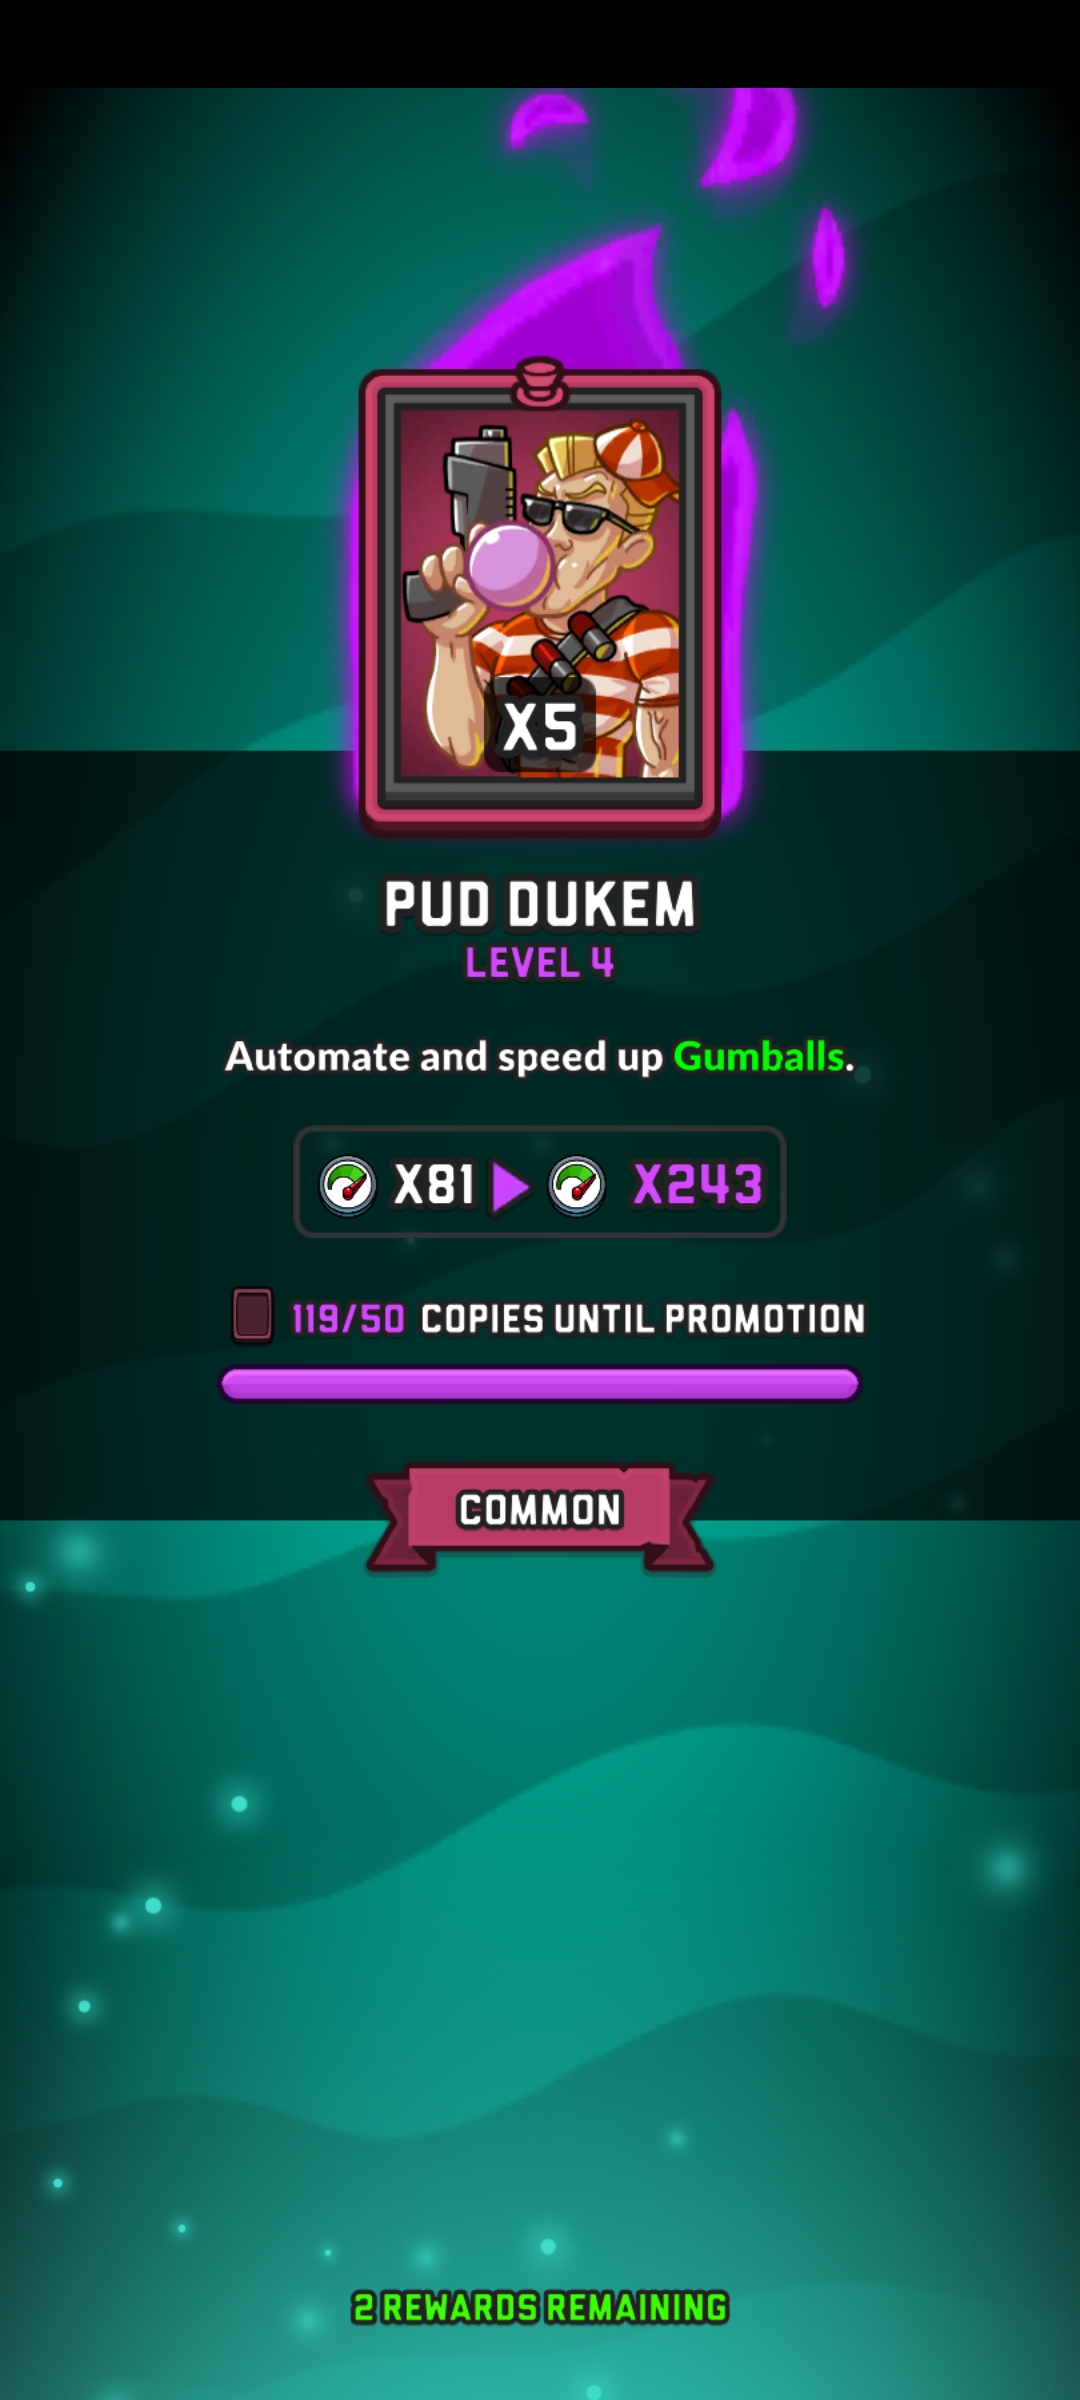 X5
PUD DUKEM
LEVEL 4
Automate and speed up Gumballs.
X81 X243
119/50 COPIES UNTIL PROMOTION
COMMON
2 REWARDS REMAINING